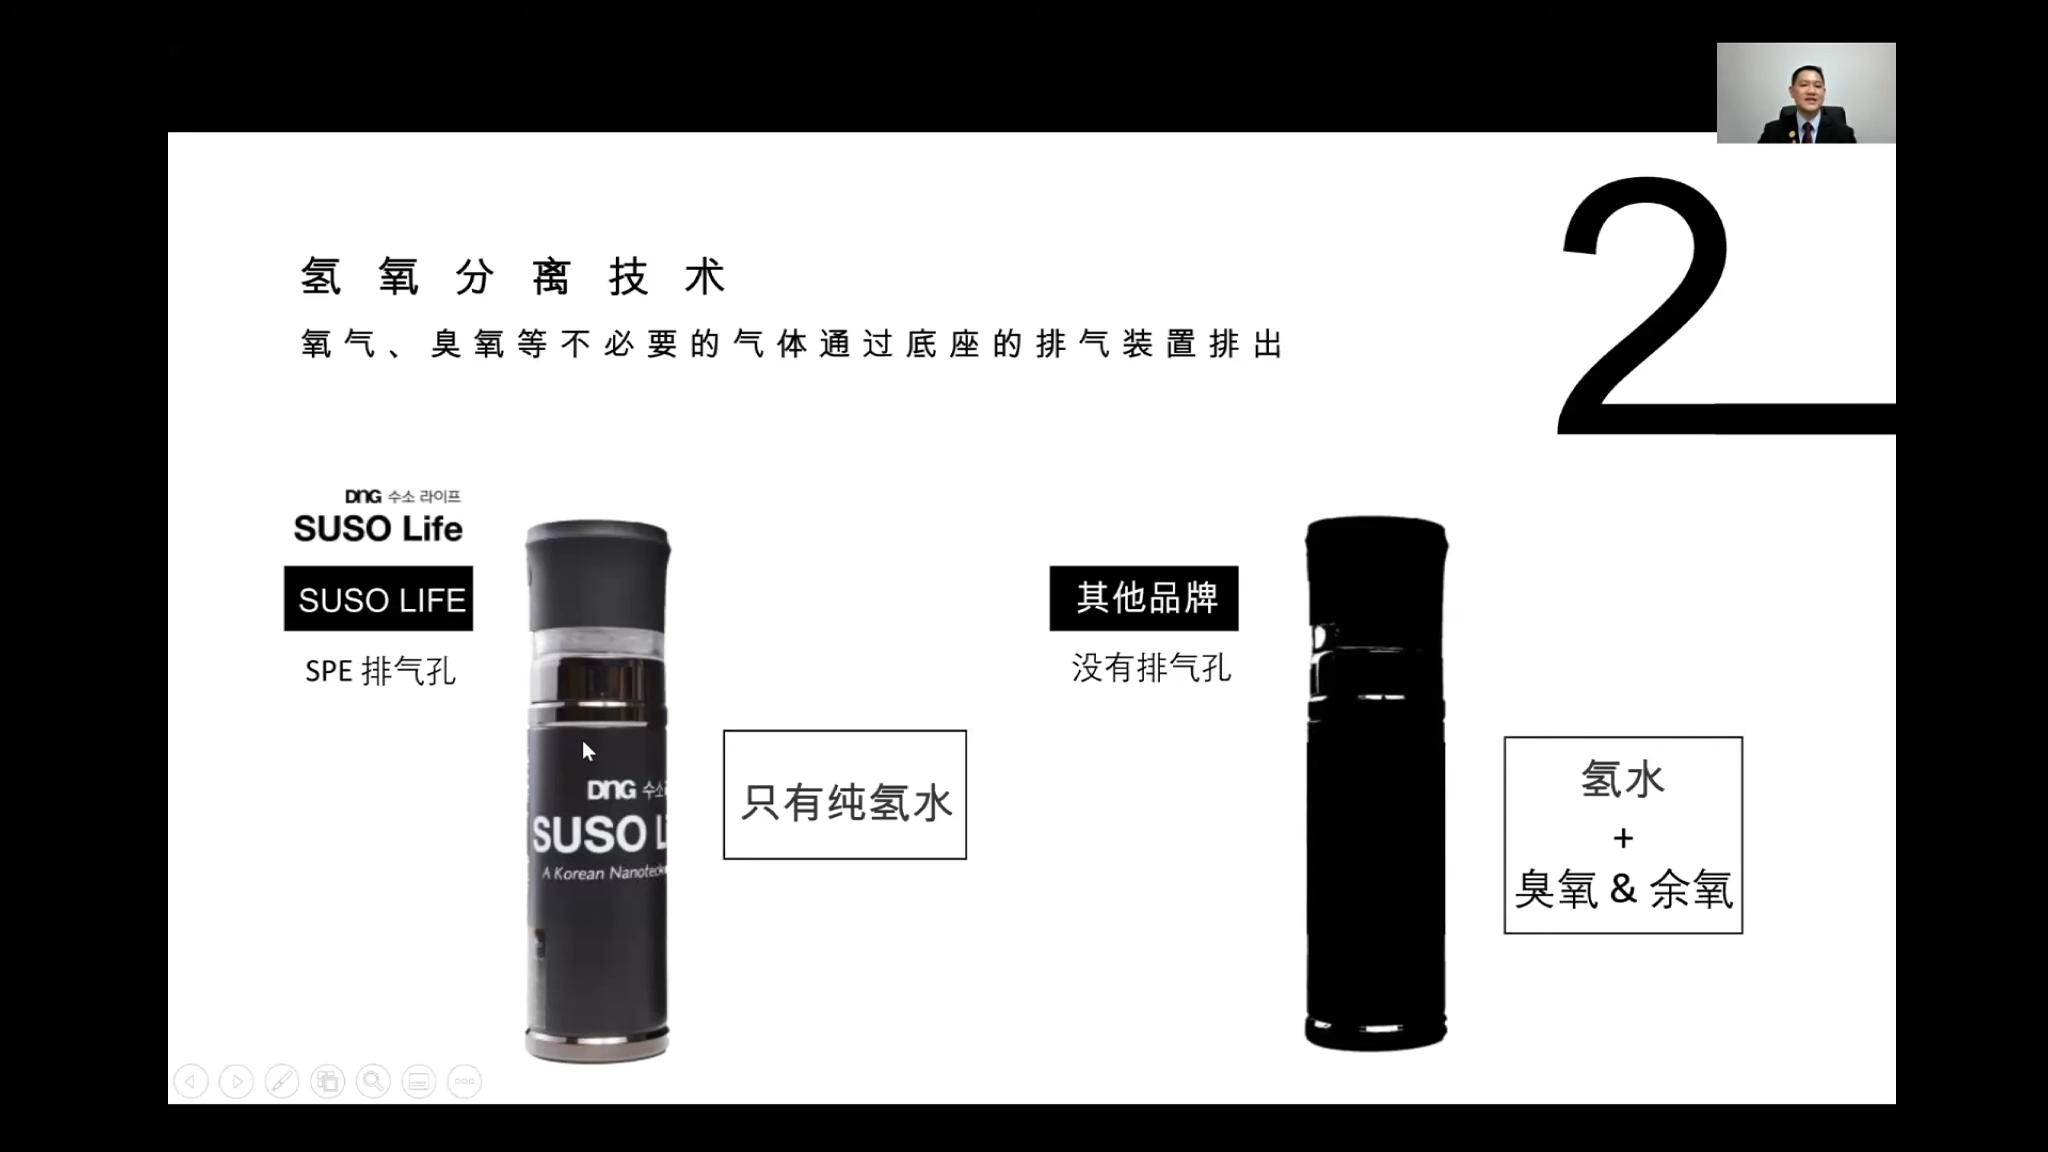 2
氢氧分离技术
氧气、臭氧等不必要的气体通过底座的排气装置排出
DNG 수소 라이프
SUSO Life
SUSO LIFE
SPE 排气孔
DNG 수소
SUSO L
A Korean Nanotec
只有纯氢水
其他品牌
没有排气孔
氢水
+
臭氧 & 余氧